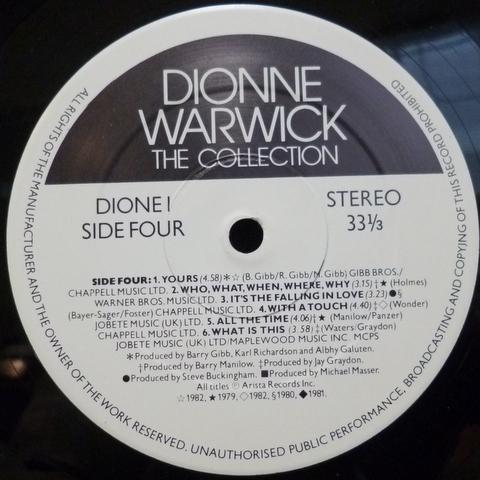 DIONNE
WARWICK
THE COLLECTION
DIONE I
SIDE FOUR
STEREO
33⅓
SIDE FOUR: 1. YOURS (4.58)✳☆ (B. Gibb/R. Gibb/M. Gibb) GIBB BROS./
CHAPPELL MUSIC LTD. 2. WHO, WHAT, WHEN, WHERE, WHY (3.15)‡★ (Holmes)
WARNER BROS. MUSIC LTD. 3. IT'S THE FALLING IN LOVE (3.23)●§
(Bayer-Sager/Foster) CHAPPELL MUSIC LTD. 4. WITH A TOUCH (4.40)‡◇ (Wonder)
JOBETE MUSIC (UK) LTD. 5. ALL THE TIME (4.06)†★ (Manilow/Panzer)
CHAPPELL MUSIC LTD. 6. WHAT IS THIS (3.58)‡ (Waters/Graydon)
JOBETE MUSIC (UK) LTD/MAPLEWOOD MUSIC INC. MCPS
✳Produced by Barry Gibb, Karl Richardson and Albhy Galuten.
†Produced by Barry Manilow. ‡Produced by Jay Graydon.
●Produced by Steve Buckingham. ■Produced by Michael Masser.
All titles ℗ Arista Records Inc.
☆1982, ★1979, ◇1982, §1980, ◆1981.
ALL RIGHTS OF THE MANUFACTURER AND THE OWNER OF THE WORK RESERVED. UNAUTHORISED PUBLIC PERFORMANCE, BROADCASTING AND COPYING OF THIS RECORD PROHIBITED